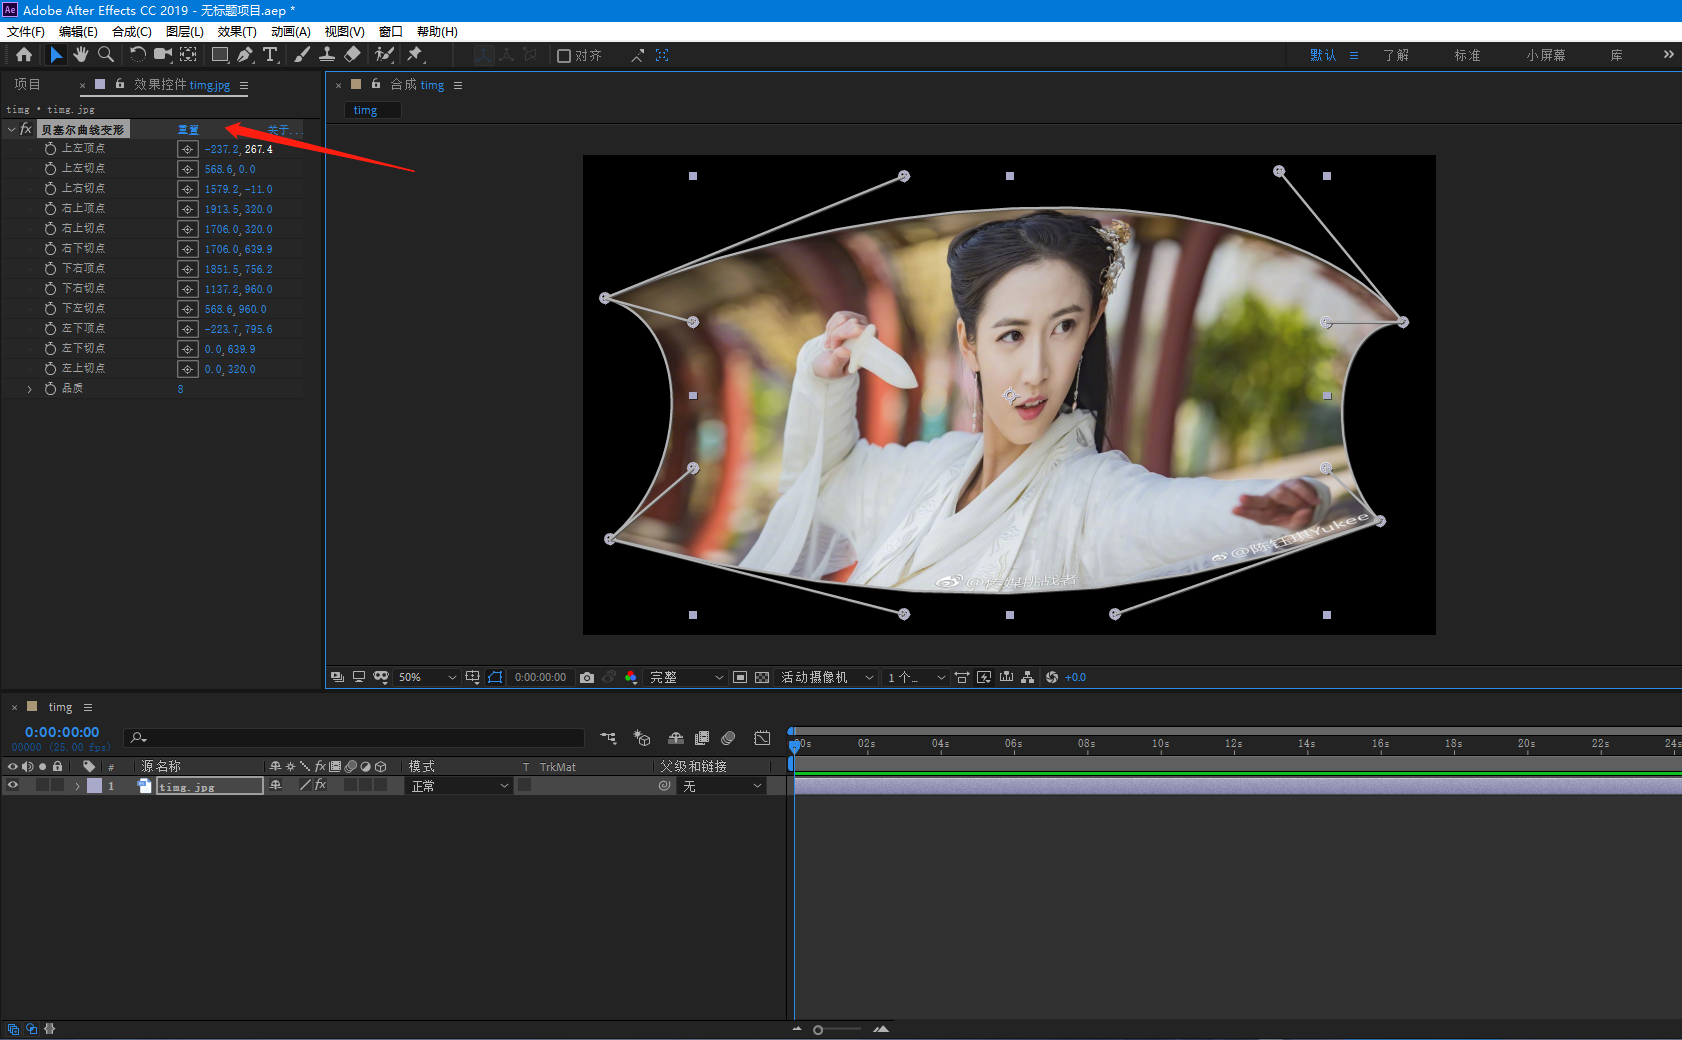 Ae Adobe After Effects CC 2019 - 无标题项目.aep *
文件(F) 编辑(E) 合成(C) 图层(L) 效果(T) 动画(A) 视图(V) 窗口 帮助(H)
对齐 默认 了解 标准 小屏幕 库
项目 效果控件 timg.jpg
timg • timg.jpg
fx 贝塞尔曲线变形 重置 关于...
上左顶点 -237.2, 267.4
上左切点 568.6, 0.0
上右切点 1579.2, -11.0
右上顶点 1913.5, 320.0
右上切点 1706.0, 320.0
右下切点 1706.0, 639.9
下右顶点 1851.5, 756.2
下右切点 1137.2, 960.0
下左切点 568.6, 960.0
左下顶点 -223.7, 795.6
左下切点 0.0, 639.9
左上切点 0.0, 320.0
品质 8
合成 timg
timg
@陈钰琪Yukee
50% 0:00:00:00 完整 活动摄像机 1个... +0.0
timg
0:00:00:00
00000 (25.00 fps)
# 源名称 fx 模式 T TrkMat 父级和链接
1 timg.jpg fx 正常 无
00s 02s 04s 06s 08s 10s 12s 14s 16s 18s 20s 22s 24s